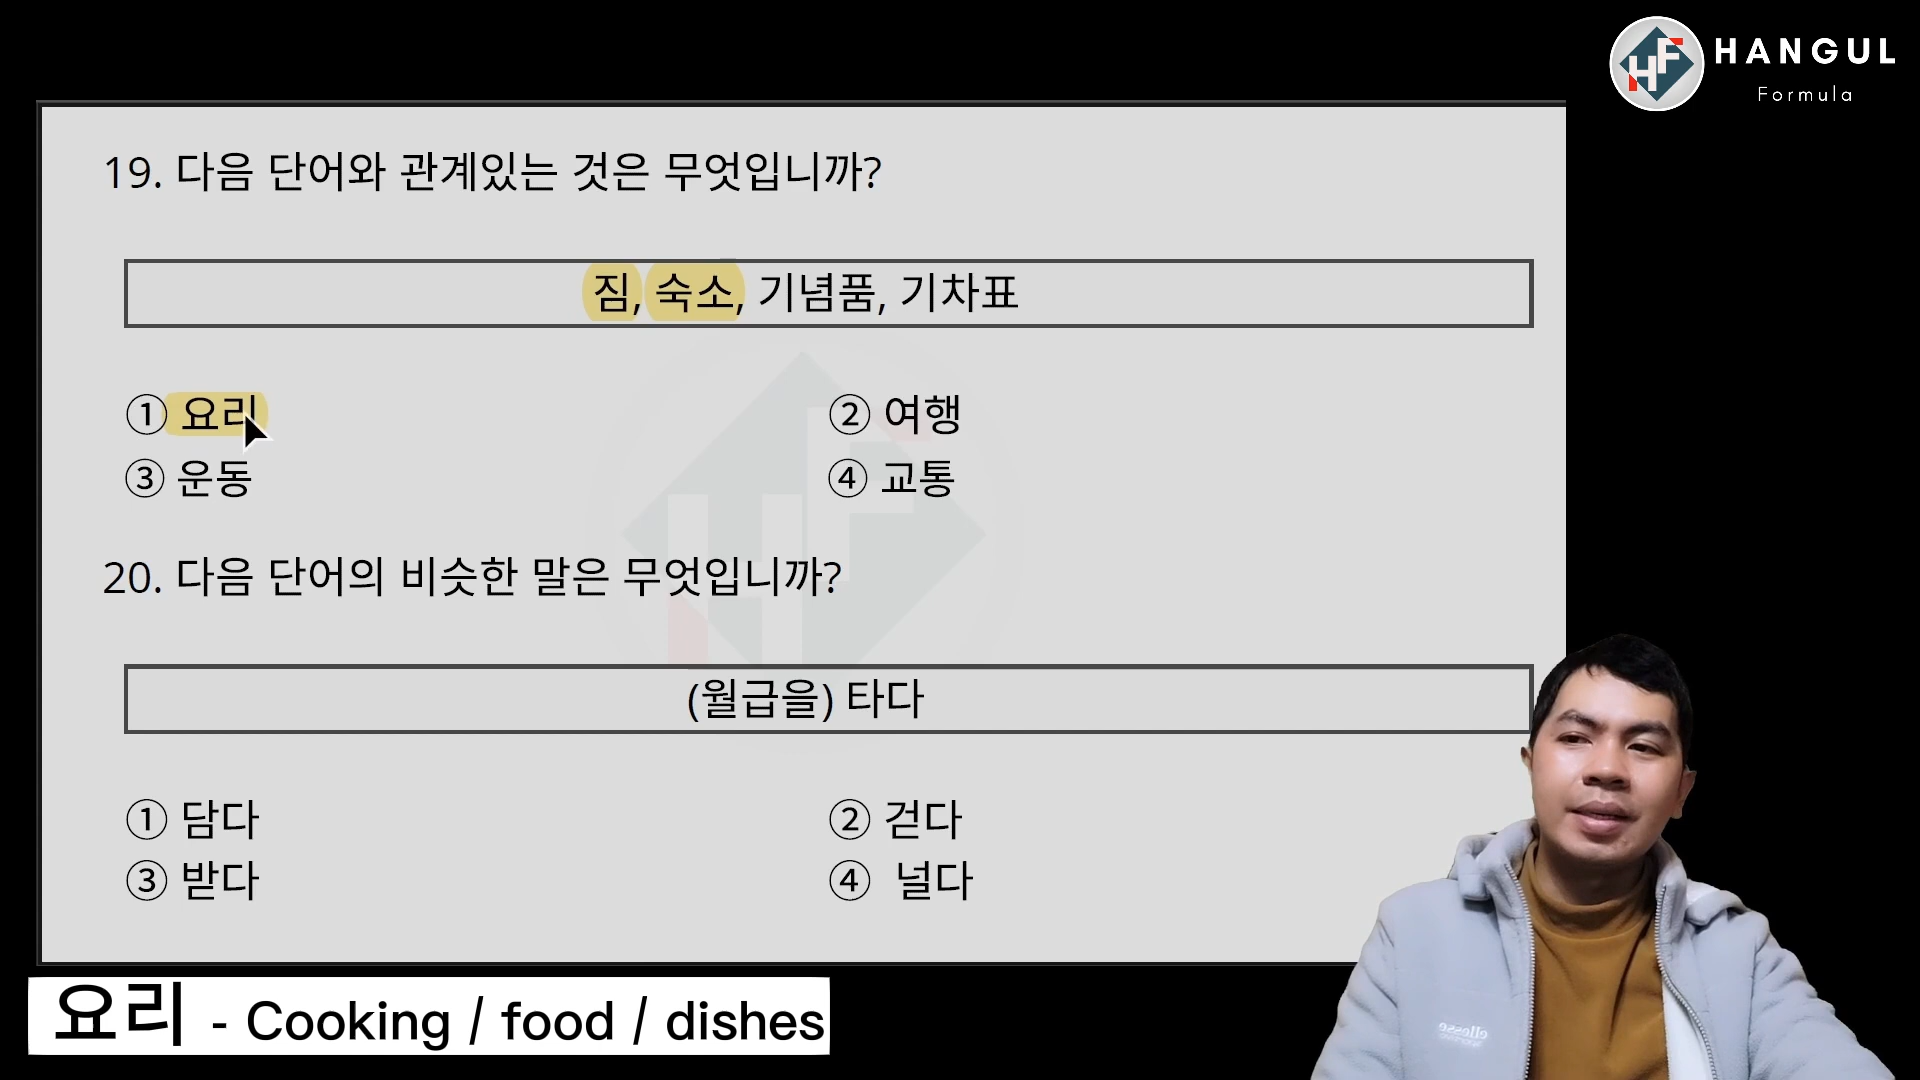 HANGUL
Formula
19. 다음 단어와 관계있는 것은 무엇입니까?
짐, 숙소, 기념품, 기차표
① 요리
② 여행
③ 운동
④ 교통
20. 다음 단어의 비슷한 말은 무엇입니까?
(월급을) 타다
① 담다
② 걷다
③ 받다
④ 널다
요리 - Cooking / food / dishes
ellesse